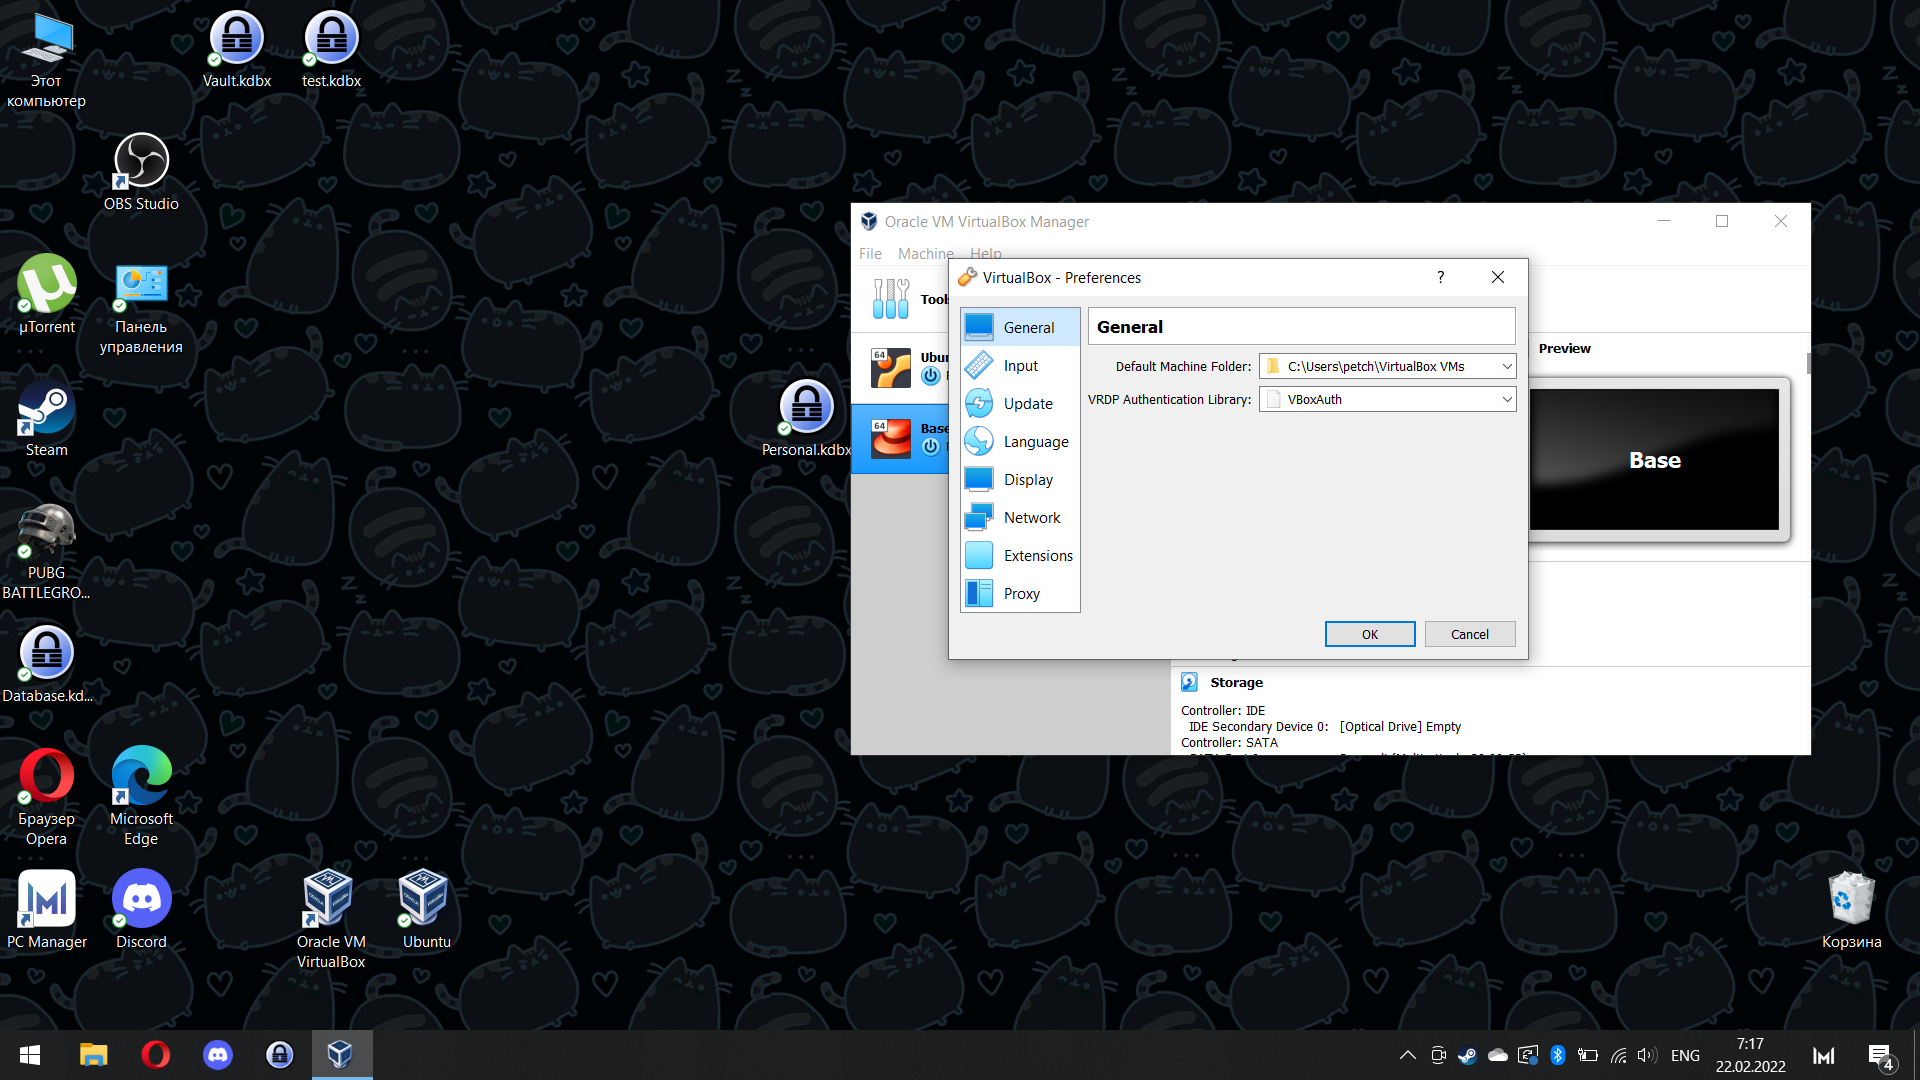 Этот
компьютер
Vault.kdbx
test.kdbx
OBS Studio
µTorrent
Панель
управления
Steam
Personal.kdbx
PUBG
BATTLEGRO...
Database.kd...
Браузер
Opera
Microsoft
Edge
PC Manager
Discord
Oracle VM
VirtualBox
Ubuntu
Корзина
Oracle VM VirtualBox Manager
File Machine Help
VirtualBox - Preferences
?
General
Input
Update
Language
Display
Network
Extensions
Proxy
General
Default Machine Folder: C:\Users\petch\VirtualBox VMs
VRDP Authentication Library: VBoxAuth
OK
Cancel
64
64
Base
Preview
Base
Storage
Controller: IDE
IDE Secondary Device 0: [Optical Drive] Empty
Controller: SATA
ENG
7:17
22.02.2022
4